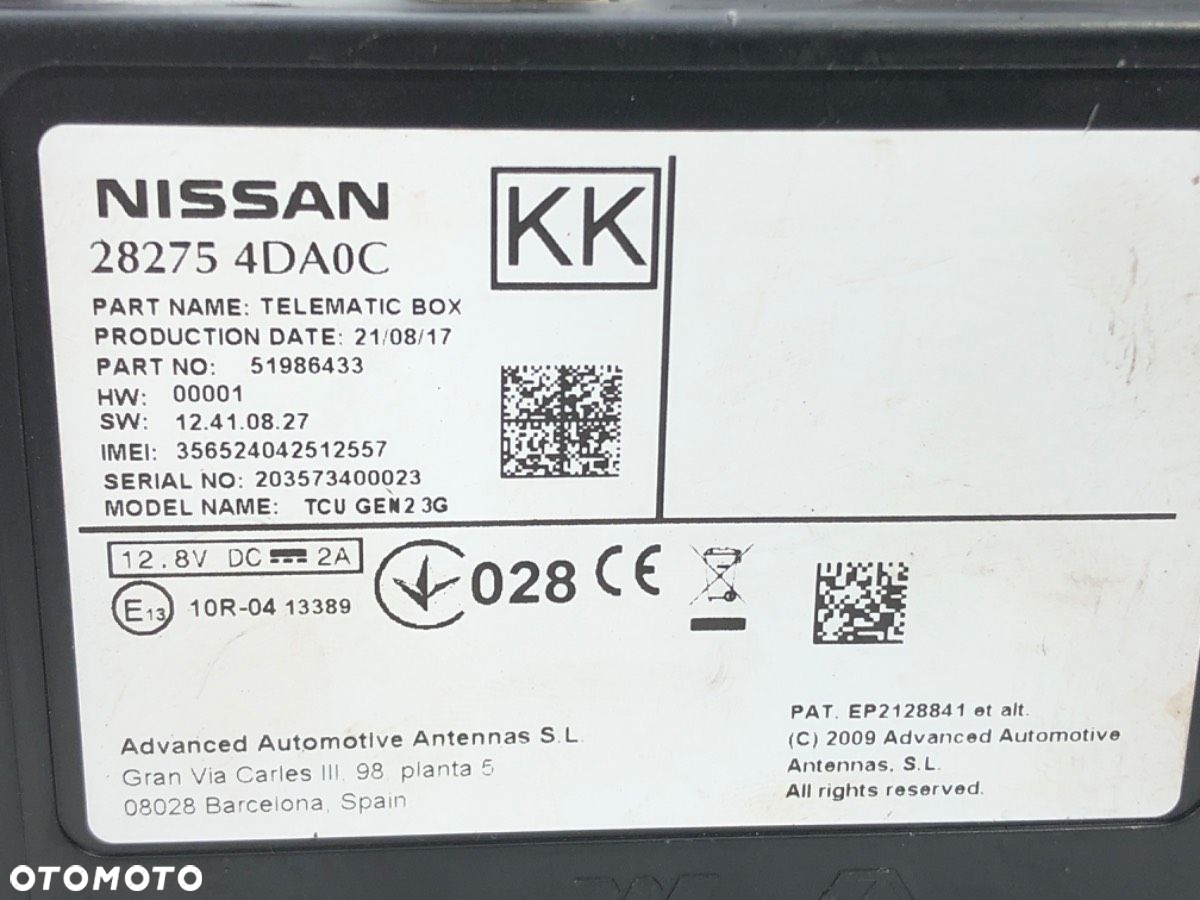 NISSAN
28275 4DA0C
KK
PART NAME: TELEMATIC BOX
PRODUCTION DATE: 21/08/17
PART NO: 51986433
HW: 00001
SW: 12.41.08.27
IMEI: 356524042512557
SERIAL NO: 203573400023
MODEL NAME: TCU GEN2 3G
12.8V DC 2A
E13 10R-04 13389
028 CE
Advanced Automotive Antennas S.L.
Gran Via Carles III, 98, planta 5
08028 Barcelona, Spain
PAT. EP2128841 et alt.
(C) 2009 Advanced Automotive
Antennas, S.L.
All rights reserved.
OTOMOTO